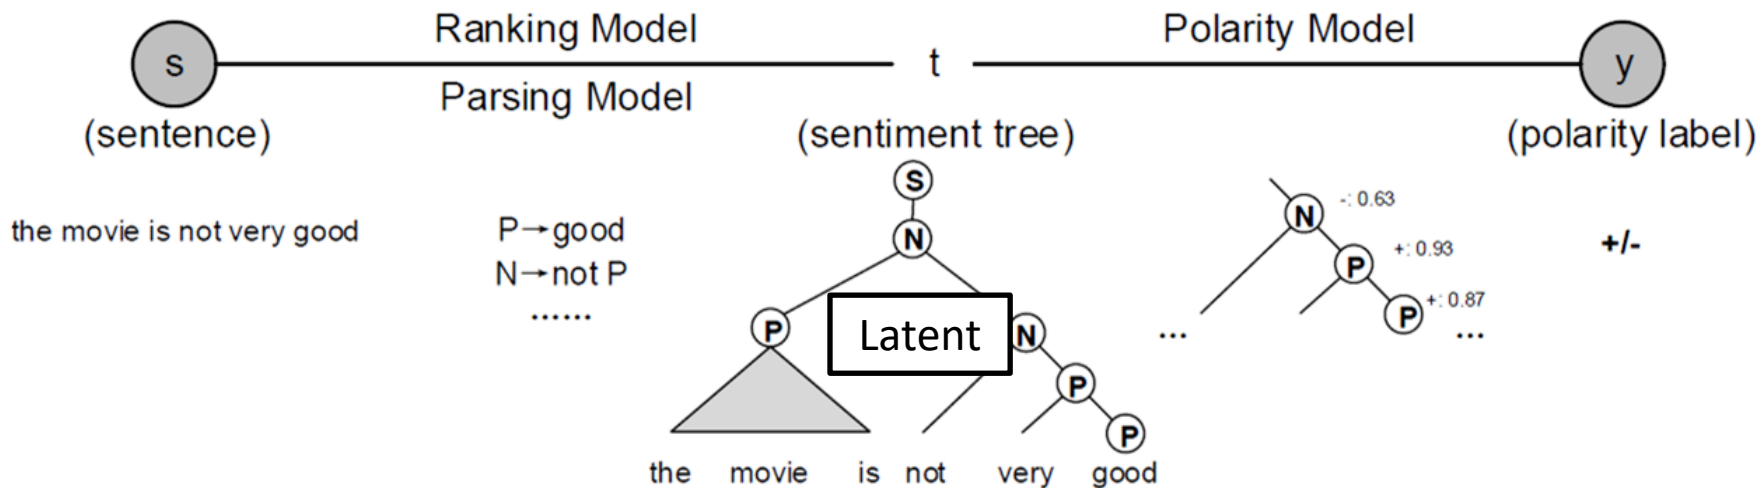 Ranking Model
Polarity Model
s
t
y
Parsing Model
(sentence)
(sentiment tree)
(polarity label)
the movie is not very good
P→good
N→not P
......
S
N
P
Latent
N
P
P
the movie is not very good
N -: 0.63
P +: 0.93
P +: 0.87
...
...
+/-